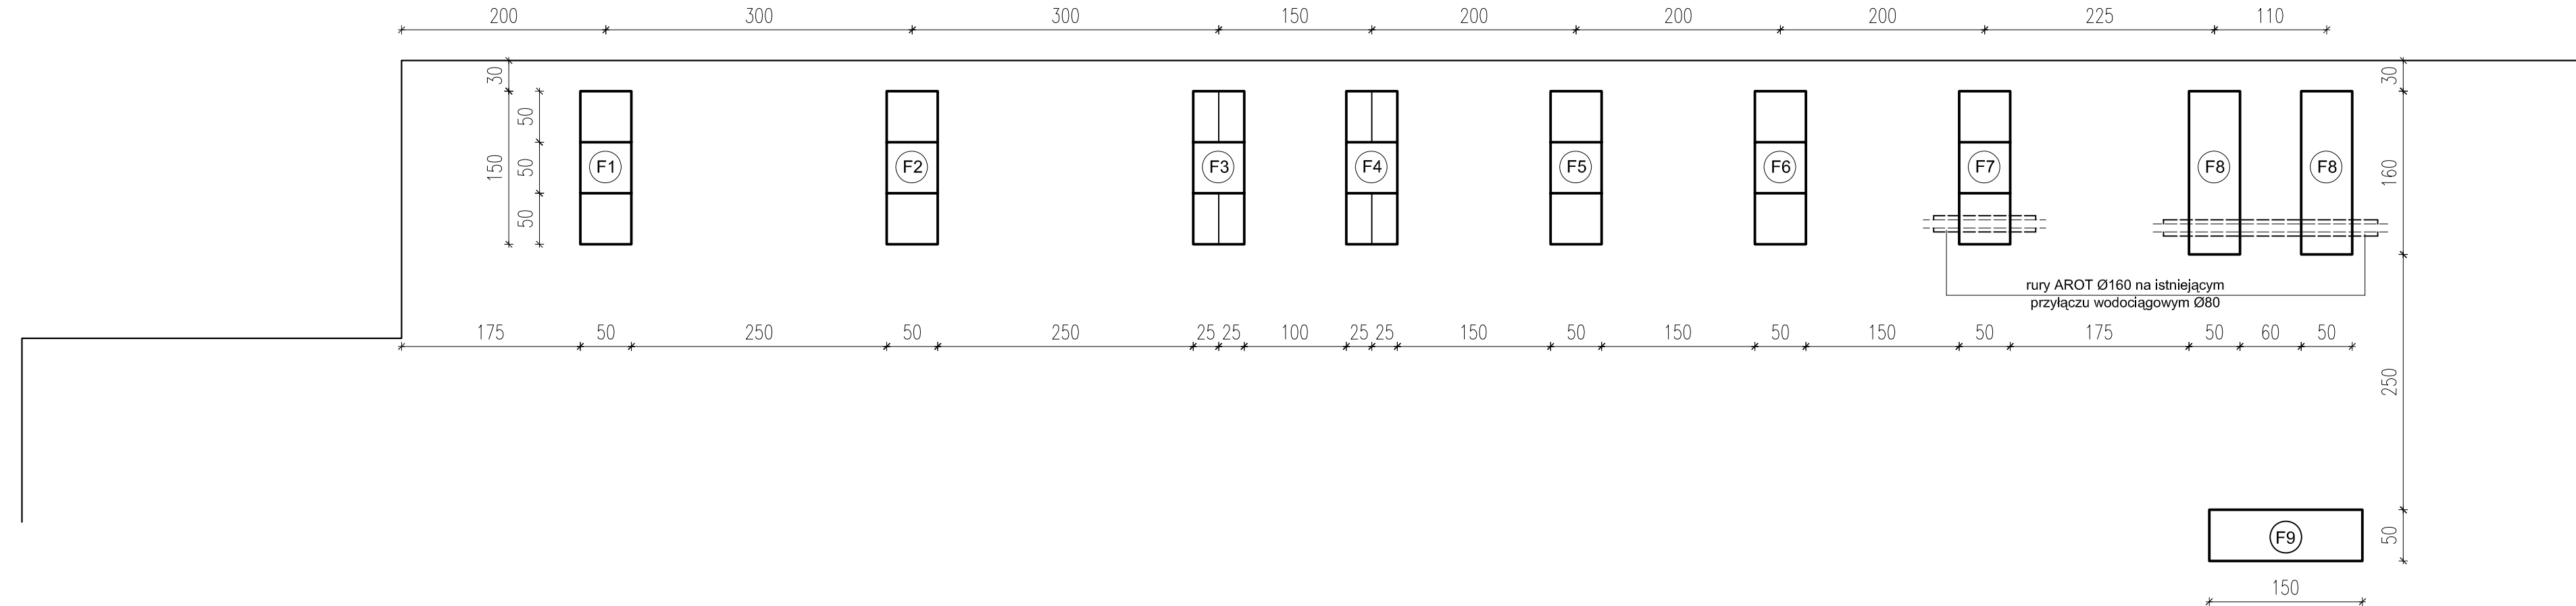 200 300 300 150 200 200 200 225 110
30 30
50
150 50 F1 F2 F3 F4 F5 F6 F7 F8 F8 160
50
rury AROT Ø160 na istniejącym
przyłączu wodociągowym Ø80
175 50 250 50 250 25 25 100 25 25 150 50 150 50 150 50 175 50 60 50
250
F9 50
150